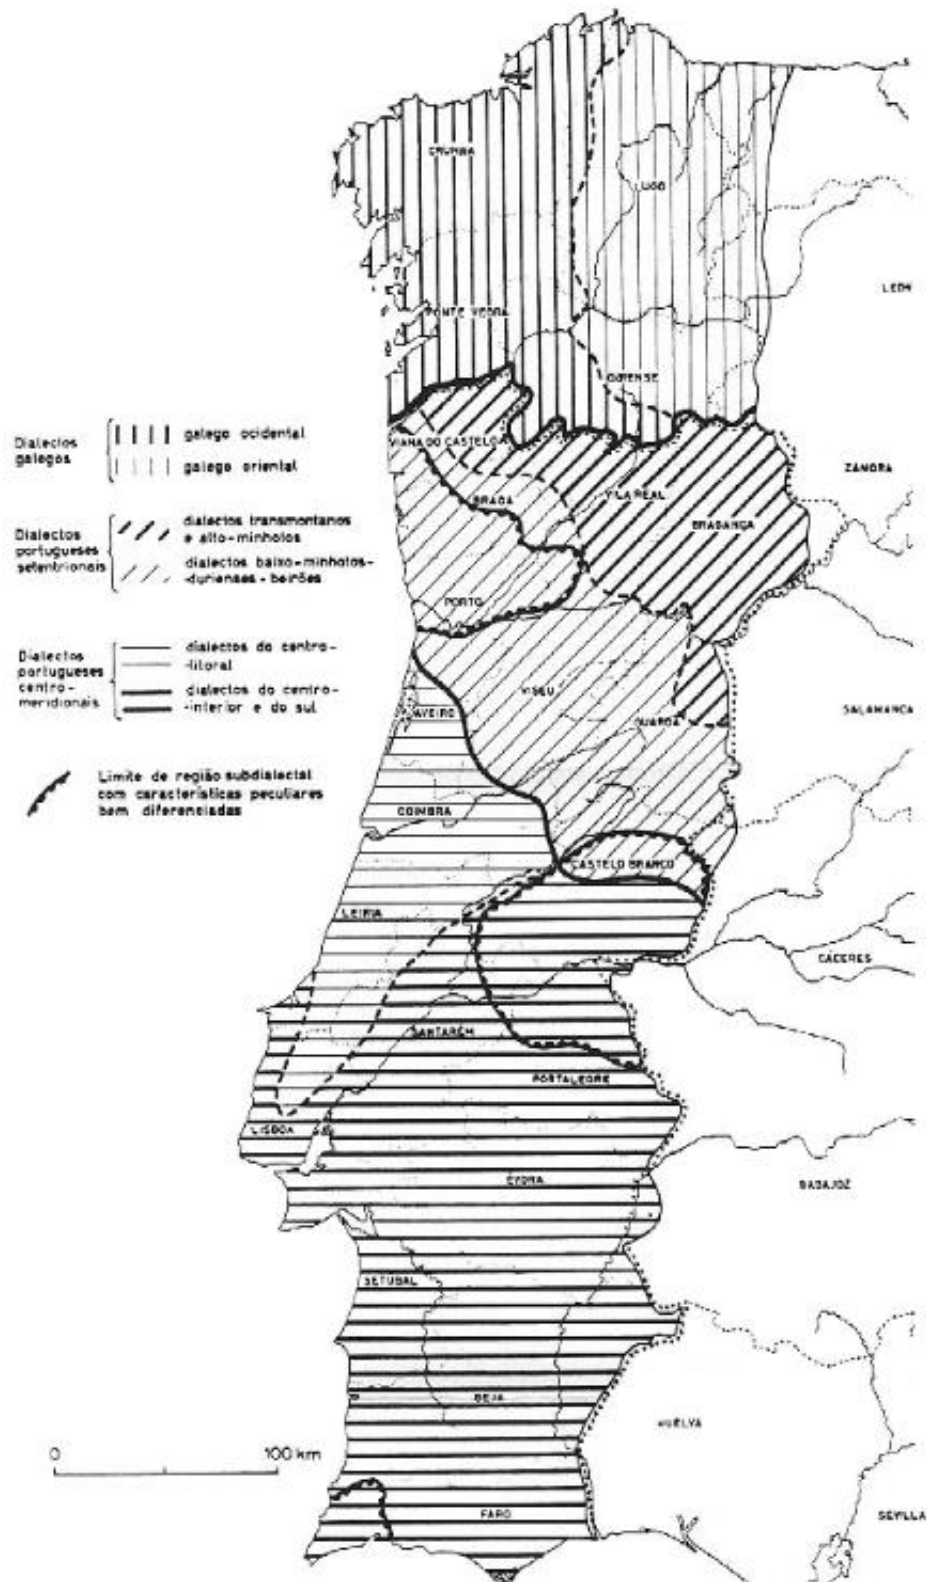 CRUNHA
LUGO
LEON
PONTE VEDRA
OURENSE
Dialectos
galegos
galego ocidental
galego oriental
Dialectos
portugueses
setentrionais
dialectos transmontanos
e alto-minhotos
dialectos baixo-minhotos-
-durienses-beirões
Dialectos
portugueses
centro-
meridionais
dialectos do centro-
-litoral
dialectos do centro-
-interior e do sul
Limite de região subdialectal
com características peculiares
bem diferenciadas
VIANA DO CASTELO
ZAMORA
BRAGA
VILA REAL
BRAGANÇA
PORTO
VISEU
AVEIRO
GUARDA
SALAMANCA
COIMBRA
CASTELO BRANCO
LEIRIA
CÁCERES
SANTARÉM
PORTALEGRE
LISBOA
ÉVORA
BADAJOZ
SETUBAL
BEJA
HUELVA
0
100 km
FARO
SEVILLA